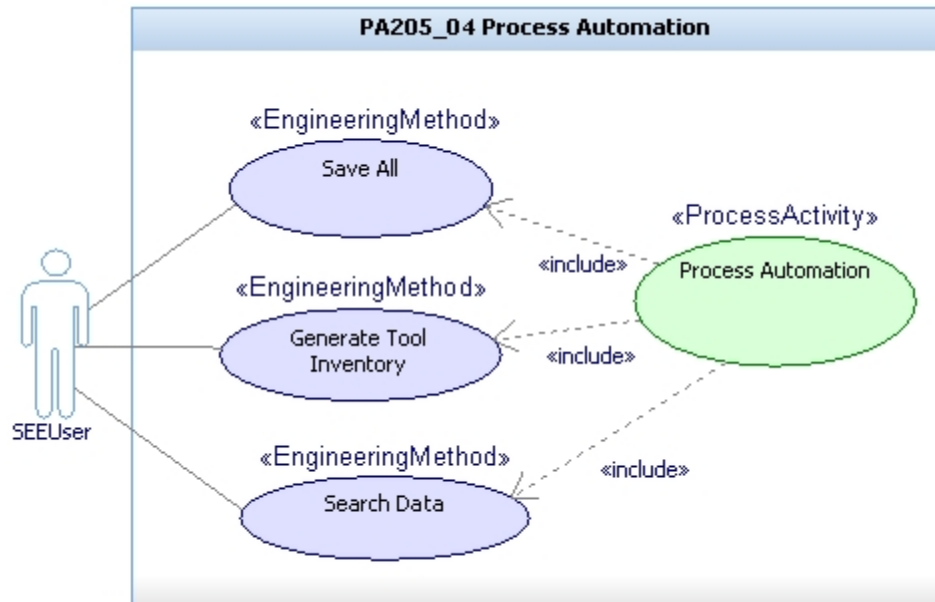 PA205_04 Process Automation
«EngineeringMethod»
Save All
«ProcessActivity»
Process Automation
«include»
«EngineeringMethod»
Generate Tool
Inventory
«include»
SEEUser
«EngineeringMethod»
Search Data
«include»